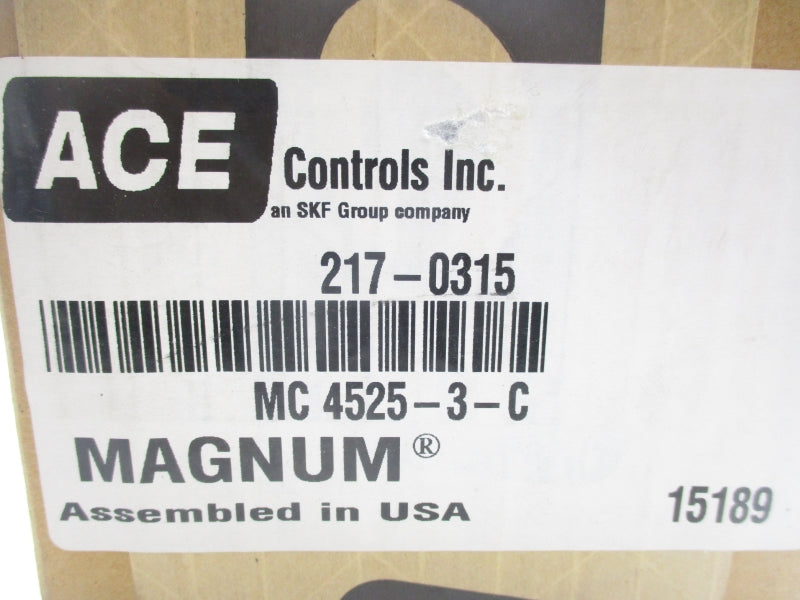 ACE Controls Inc.
an SKF Group company
217-0315
MC 4525-3-C
MAGNUM®
Assembled in USA
15189